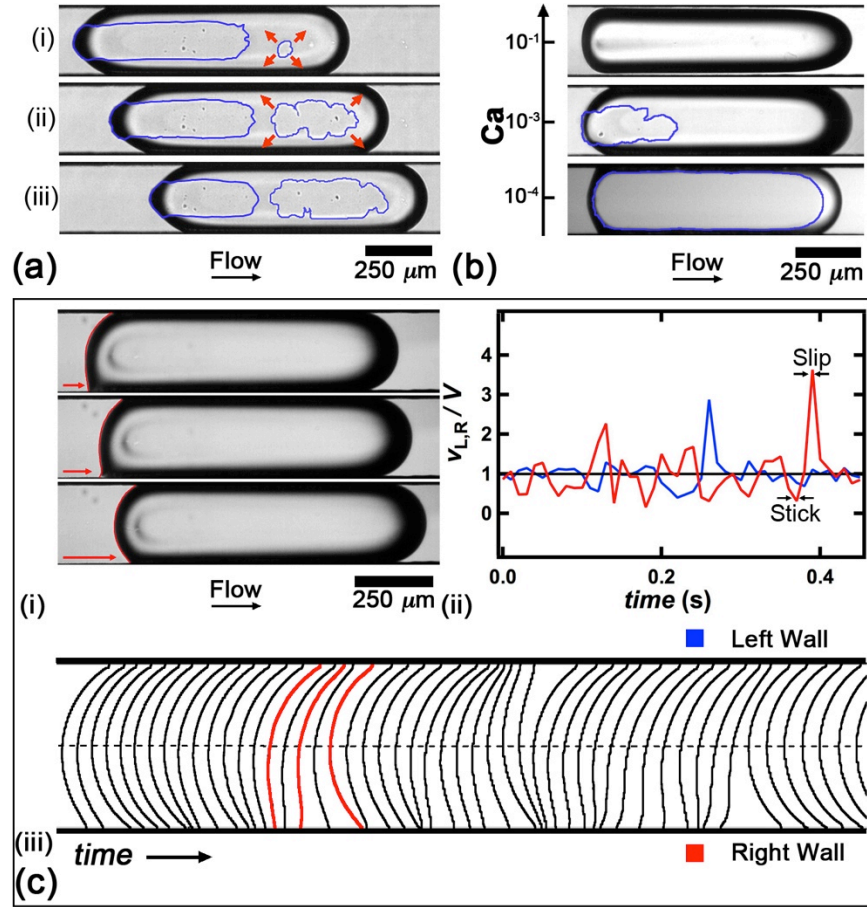 (i)
(ii)
(iii)
(a)
Flow
250 μm
Ca
10⁻¹
10⁻³
10⁻⁴
(b)
Flow
250 μm
(i)
Flow
250 μm
v_L,R / V
4
3
2
1
0
Slip
Stick
0.0 0.2 0.4
time (s)
(ii)
Left Wall
(iii)
time
Right Wall
(c)